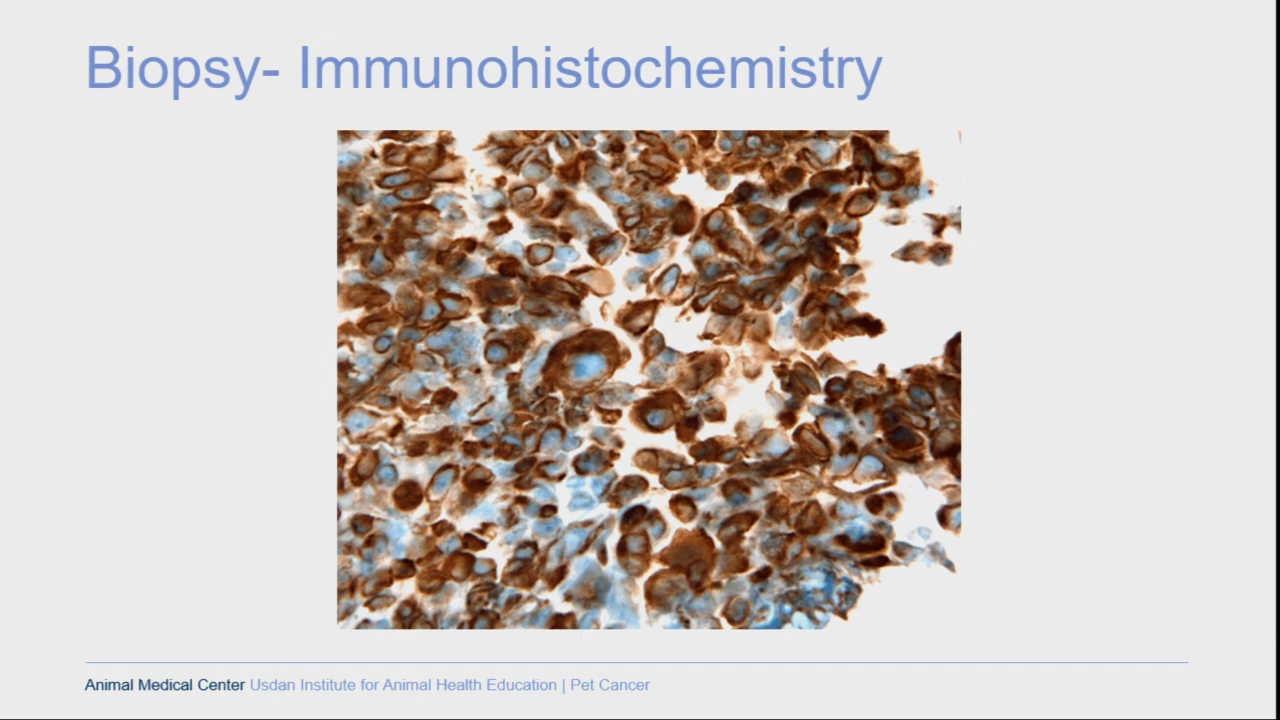 Biopsy- Immunohistochemistry
Animal Medical Center Usdan Institute for Animal Health Education | Pet Cancer